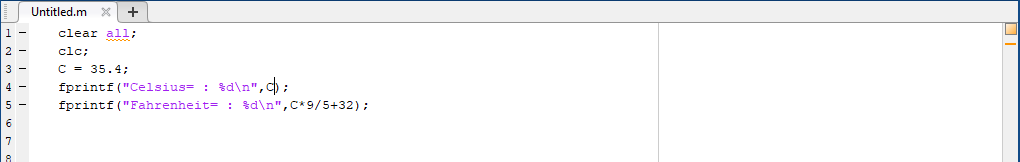 Untitled.m × +
1 - clear all;
2 - clc;
3 - C = 35.4;
4 - fprintf("Celsius= : %d\n",C);
5 - fprintf("Fahrenheit= : %d\n",C*9/5+32);
6
7
8